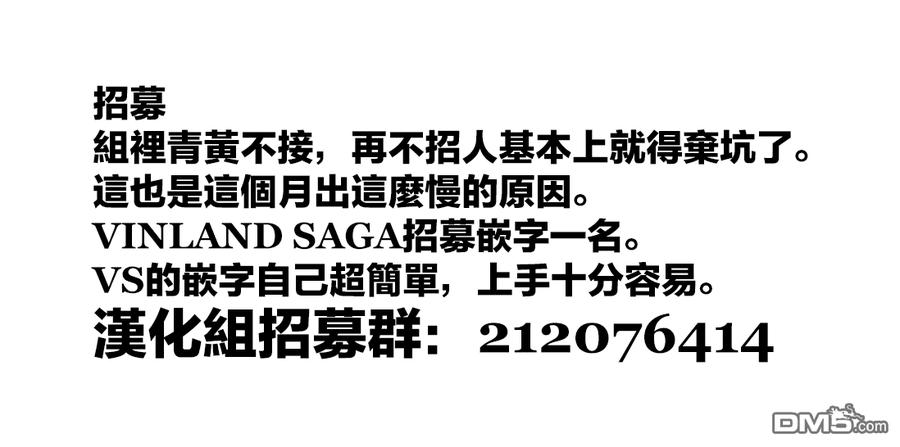 招募
組裡青黃不接，再不招人基本上就得棄坑了。
這也是這個月出這麼慢的原因。
VINLAND SAGA招募嵌字一名。
VS的嵌字自己超簡單，上手十分容易。
漢化組招募群：212076414
DM5.com